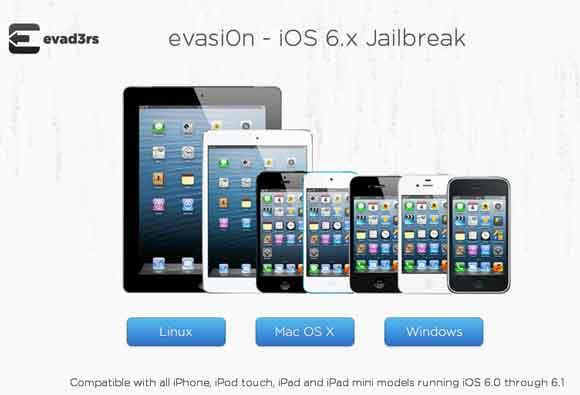 evad3rs
evasi0n - iOS 6.x Jailbreak
Linux
Mac OS X
Windows
Compatible with all iPhone, iPod touch, iPad and iPad mini models running iOS 6.0 through 6.1